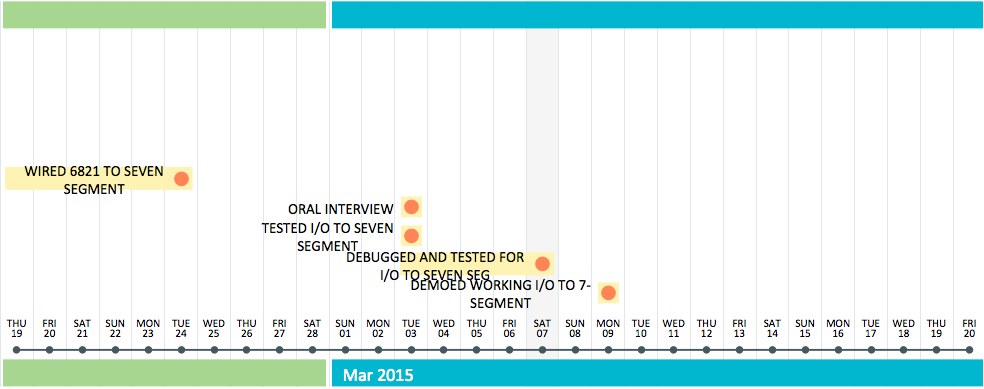 WIRED 6821 TO SEVEN
SEGMENT
ORAL INTERVIEW
TESTED I/O TO SEVEN
SEGMENT
DEBUGGED AND TESTED FOR
I/O TO SEVEN SEG
DEMOED WORKING I/O TO 7-
SEGMENT
THU FRI SAT SUN MON TUE WED THU FRI SAT SUN MON TUE WED THU FRI SAT SUN MON TUE WED FRI SAT SUN MON TUE WED THU FRI
19 20 21 22 23 24 25 26 27 28 01 02 03 04 05 06 07 08 09 10 11 12 13 14 15 16 17 18 19 20
Mar 2015